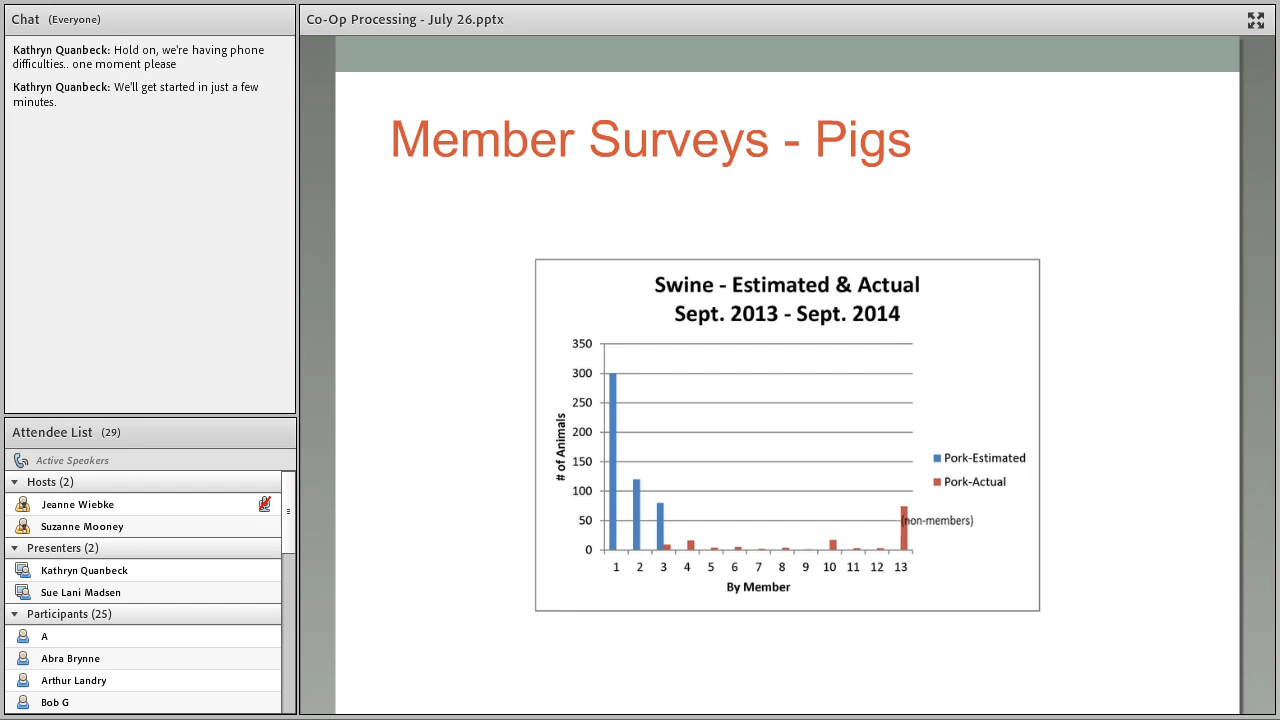 Chat (Everyone)
Kathryn Quanbeck: Hold on, we're having phone
difficulties.. one moment please
Kathryn Quanbeck: We'll get started in just a few
minutes.
Attendee List (29)
Active Speakers
Hosts (2)
Jeanne Wiebke
Suzanne Mooney
Presenters (2)
Kathryn Quanbeck
Sue Lani Madsen
Participants (25)
A
Abra Brynne
Arthur Landry
Bob G
Co-Op Processing - July 26.pptx
Member Surveys - Pigs
Swine - Estimated & Actual
Sept. 2013 - Sept. 2014
350
300
250
200
150
100
50
0
# of Animals
1 2 3 4 5 6 7 8 9 10 11 12 13
By Member
Pork-Estimated
Pork-Actual
(non-members)